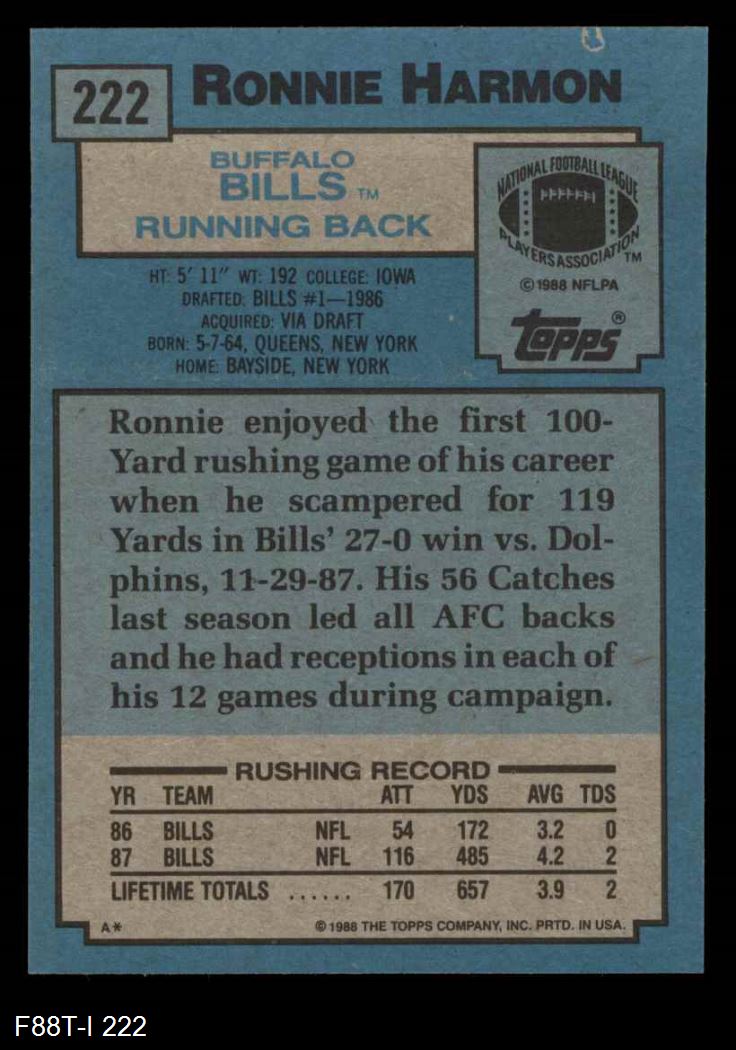 222
RONNIE HARMON
BUFFALO
BILLS TM
RUNNING BACK
NATIONAL FOOTBALL LEAGUE
PLAYERS ASSOCIATION TM
© 1988 NFLPA
Topps®
HT: 5' 11" WT: 192 COLLEGE: IOWA
DRAFTED: BILLS #1—1986
ACQUIRED: VIA DRAFT
BORN: 5-7-64, QUEENS, NEW YORK
HOME: BAYSIDE, NEW YORK
Ronnie enjoyed the first 100-
Yard rushing game of his career
when he scampered for 119
Yards in Bills' 27-0 win vs. Dol-
phins, 11-29-87. His 56 Catches
last season led all AFC backs
and he had receptions in each of
his 12 games during campaign.
RUSHING RECORD
YR TEAM ATT YDS AVG TDS
86 BILLS NFL 54 172 3.2 0
87 BILLS NFL 116 485 4.2 2
LIFETIME TOTALS ...... 170 657 3.9 2
A* © 1988 THE TOPPS COMPANY, INC. PRTD. IN USA.
F88T-I 222